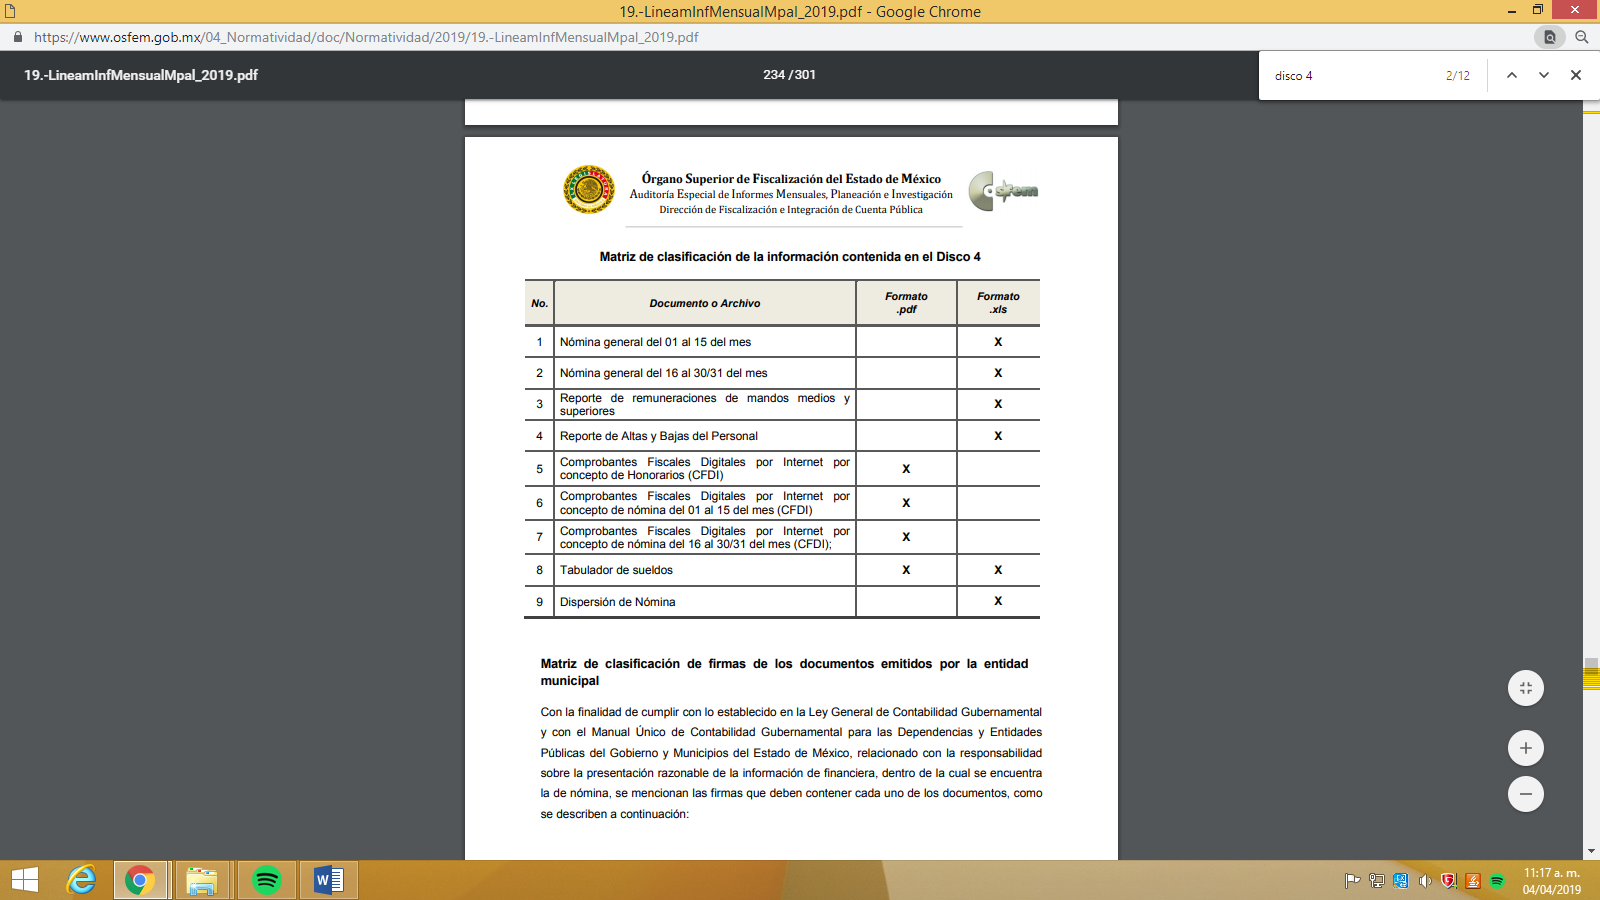 19.-LineamInfMensualMpal_2019.pdf - Google Chrome
https://www.osfem.gob.mx/04_Normatividad/doc/Normatividad/2019/19.-LineamInfMensualMpal_2019.pdf
19.-LineamInfMensualMpal_2019.pdf
234 / 301
disco 4
2/12
Órgano Superior de Fiscalización del Estado de México
Auditoría Especial de Informes Mensuales, Planeación e Investigación
Dirección de Fiscalización e Integración de Cuenta Pública
osfem
Matriz de clasificación de la información contenida en el Disco 4
No. Documento o Archivo Formato .pdf Formato .xls
1 Nómina general del 01 al 15 del mes X
2 Nómina general del 16 al 30/31 del mes X
3 Reporte de remuneraciones de mandos medios y
superiores X
4 Reporte de Altas y Bajas del Personal X
5 Comprobantes Fiscales Digitales por Internet por
concepto de Honorarios (CFDI) X
6 Comprobantes Fiscales Digitales por Internet por
concepto de nómina del 01 al 15 del mes (CFDI) X
7 Comprobantes Fiscales Digitales por Internet por
concepto de nómina del 16 al 30/31 del mes (CFDI); X
8 Tabulador de sueldos X X
9 Dispersión de Nómina X
Matriz de clasificación de firmas de los documentos emitidos por la entidad
municipal
Con la finalidad de cumplir con lo establecido en la Ley General de Contabilidad Gubernamental
y con el Manual Único de Contabilidad Gubernamental para las Dependencias y Entidades
Públicas del Gobierno y Municipios del Estado de México, relacionado con la responsabilidad
sobre la presentación razonable de la información de financiera, dentro de la cual se encuentra
la de nómina, se mencionan las firmas que deben contener cada uno de los documentos, como
se describen a continuación:
11:17 a. m.
04/04/2019